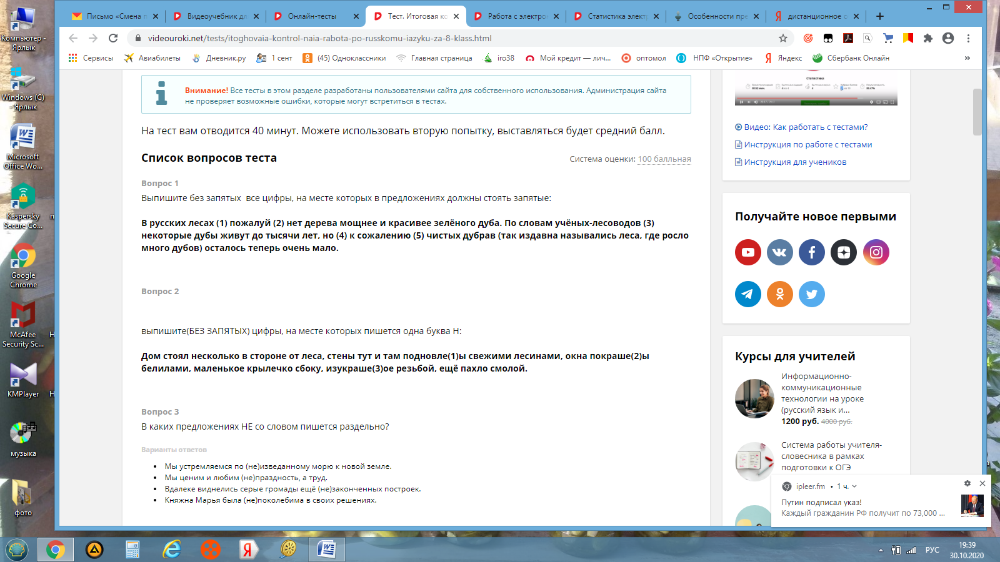 Письмо «Смена п
Видеоучебник дл
Онлайн-тесты
Тест. Итоговая ко
Работа с электрон
Статистика элект
Особенности пре
дистанционное о
videouroki.net/tests/itoghovaia-kontrol-naia-rabota-po-russkomu-iazyku-za-8-klass.html
Сервисы
Авиабилеты
Дневник.ру
1 сент
(45) Одноклассники
Главная страница
iro38
Мой кредит — лич...
оптомол
НПФ «Открытие»
Яндекс
Сбербанк Онлайн
»
Компьютер - Ярлык
Windows (C) - Ярлык
Microsoft Office Wo...
Kaspersky Secure Co...
Google Chrome
McAfee Security Sc...
KMPlayer
музыка
фото
Внимание! Все тесты в этом разделе разработаны пользователями сайта для собственного использования. Администрация сайта
не проверяет возможные ошибки, которые могут встретиться в тестах.
На тест вам отводится 40 минут. Можете использовать вторую попытку, выставляться будет средний балл.
Список вопросов теста
Система оценки: 100 балльная
Вопрос 1
Выпишите без запятых все цифры, на месте которых в предложениях должны стоять запятые:
В русских лесах (1) пожалуй (2) нет дерева мощнее и красивее зелёного дуба. По словам учёных-лесоводов (3)
некоторые дубы живут до тысячи лет, но (4) к сожалению (5) чистых дубрав (так издавна назывались леса, где росло
много дубов) осталось теперь очень мало.
Вопрос 2
выпишите(БЕЗ ЗАПЯТЫХ) цифры, на месте которых пишется одна буква Н:
Дом стоял несколько в стороне от леса, стены тут и там подновле(1)ы свежими лесинами, окна покраше(2)ы
белилами, маленькое крылечко сбоку, изукраше(3)ое резьбой, ещё пахло смолой.
Вопрос 3
В каких предложениях НЕ со словом пишется раздельно?
Варианты ответов
Мы устремляемся по (не)изведанному морю к новой земле.
Мы ценим и любим (не)праздность, а труд.
Вдалеке виднелись серые громады ещё (не)законченных построек.
Княжна Марья была (не)поколебима в своих решениях.
Статистика
Видео: Как работать с тестами?
Инструкция по работе с тестами
Инструкция для учеников
Получайте новое первыми
Курсы для учителей
Информационно-
коммуникационные
технологии на уроке
(русский язык и...
1200 руб. 4000 руб.
Система работы учителя-
словесника в рамках
подготовки к ОГЭ
ipleer.fm • 1 ч.
Путин подписал указ!
Каждый гражданин РФ получит по 73,000 ...
РУС
19:39
30.10.2020